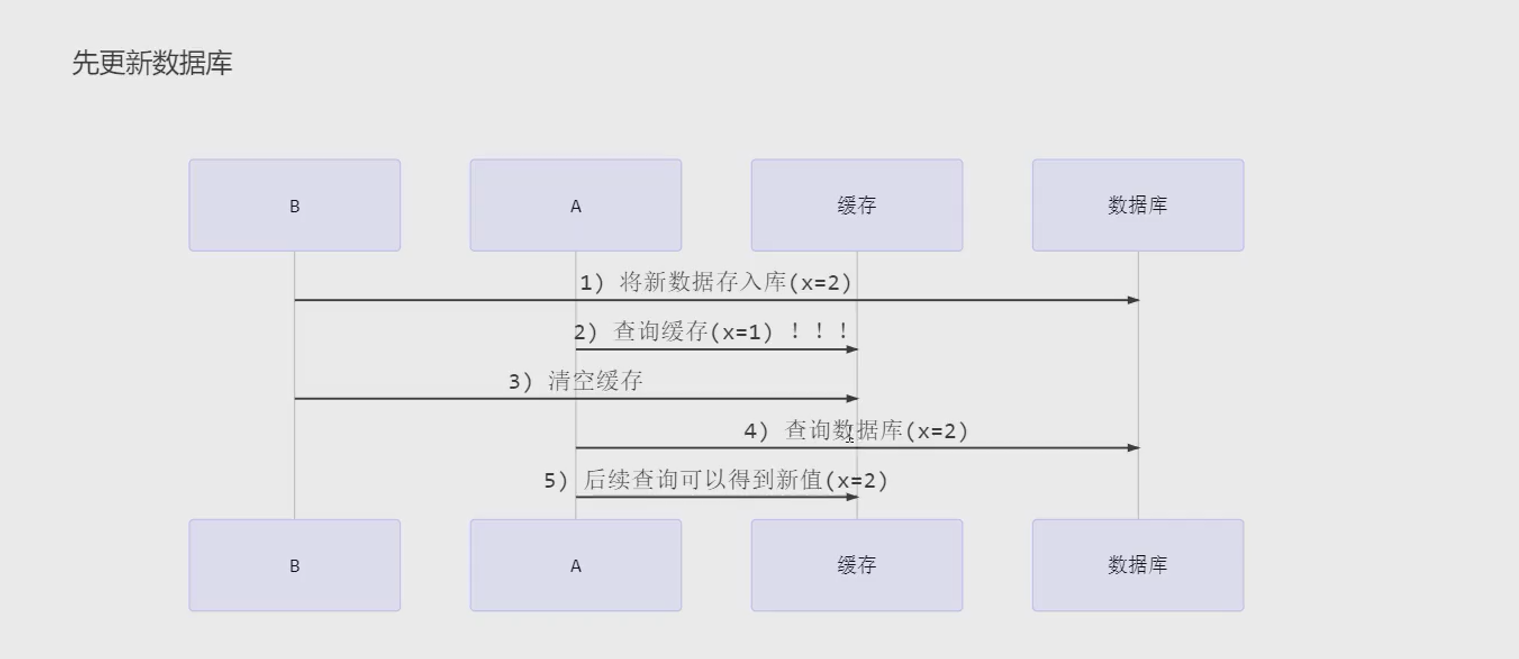 先更新数据库
B
A
缓存
数据库
1) 将新数据存入库(x=2)
2) 查询缓存(x=1) ！！！
3) 清空缓存
4) 查询数据库(x=2)
5) 后续查询可以得到新值(x=2)
B
A
缓存
数据库